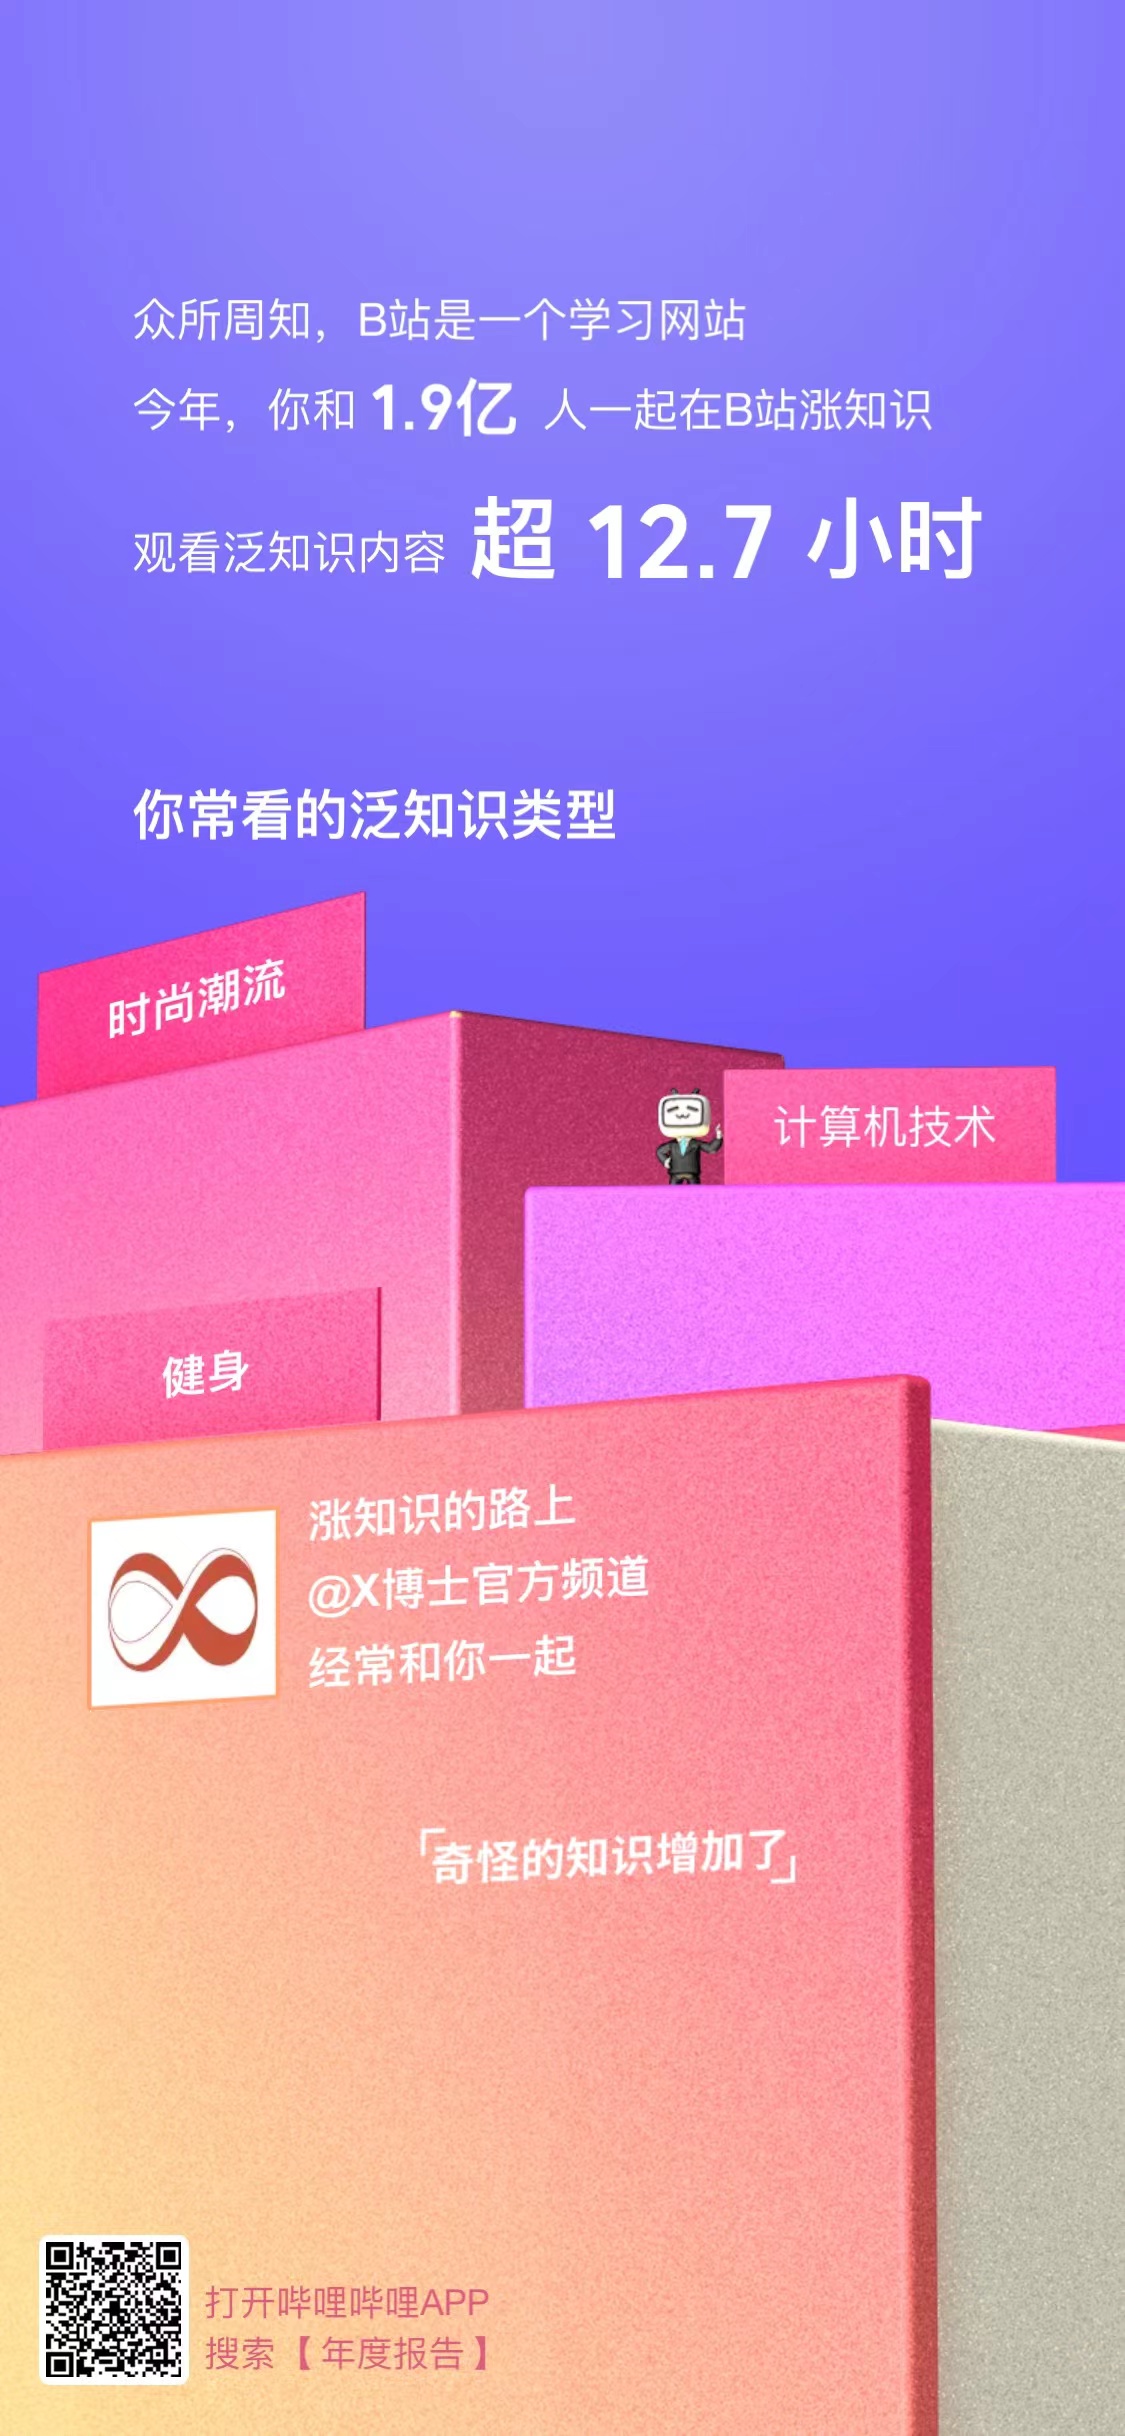 众所周知，B站是一个学习网站
今年，你和 1.9亿 人一起在B站涨知识
观看泛知识内容 超 12.7 小时
你常看的泛知识类型
时尚潮流
计算机技术
健身
涨知识的路上
@X博士官方频道
经常和你一起
「奇怪的知识增加了」
打开哔哩哔哩APP
搜索【年度报告】